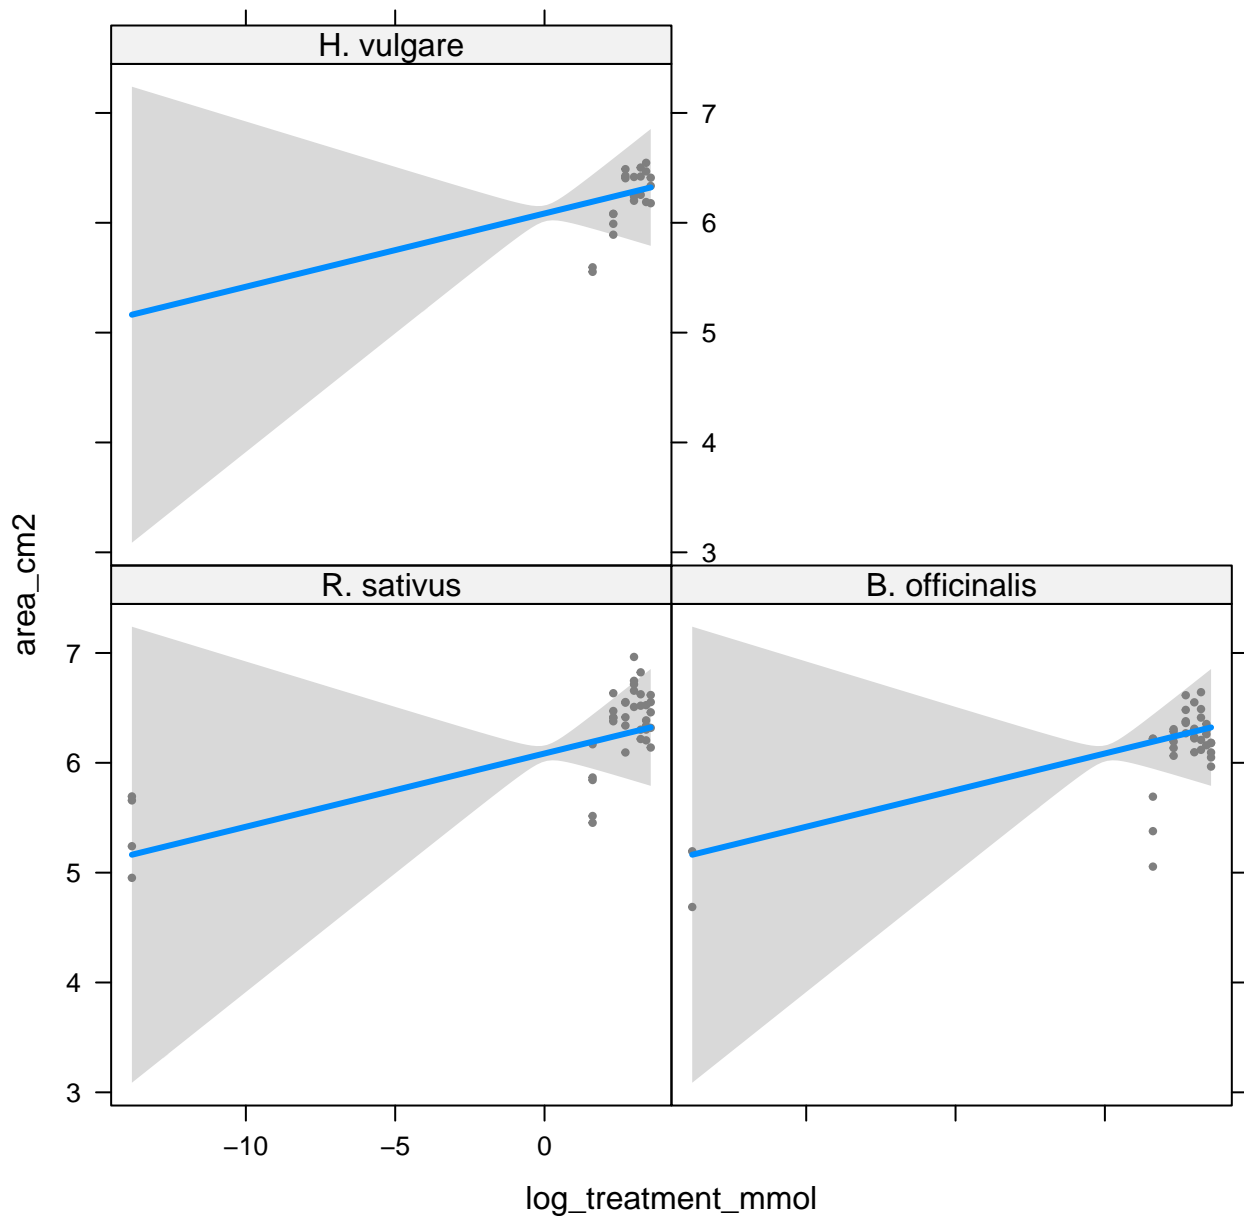 H. vulgare
7
6
5
4
3
area_cm2
R. sativus
B. officinalis
7
6
5
4
3
−10
−5
0
log_treatment_mmol